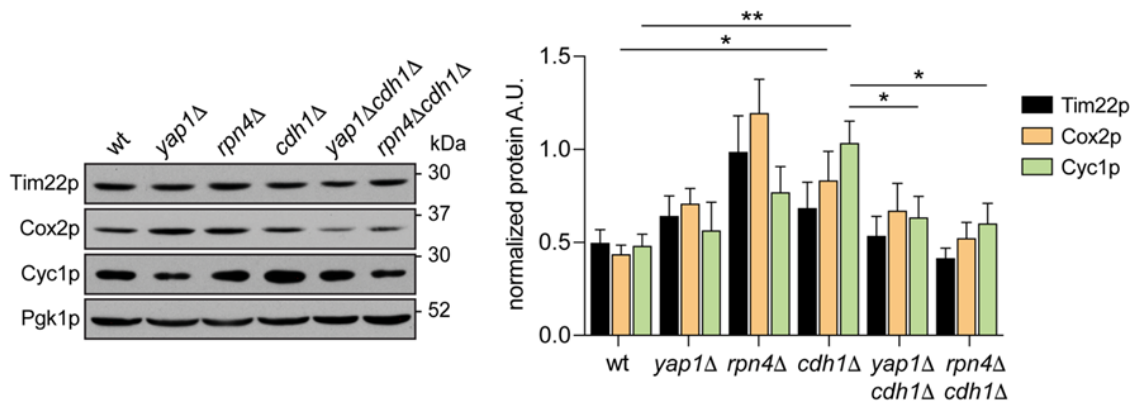 wt yap1Δ rpn4Δ cdh1Δ yap1Δcdh1Δ rpn4Δcdh1Δ
kDa
Tim22p 30
Cox2p 37
30
Cyc1p
Pgk1p 52
normalized protein A.U.
** 
*
*
*
1.5
1.0
0.5
0.0
wt yap1Δ rpn4Δ cdh1Δ yap1Δ rpn4Δ
cdh1Δ cdh1Δ
Tim22p
Cox2p
Cyc1p